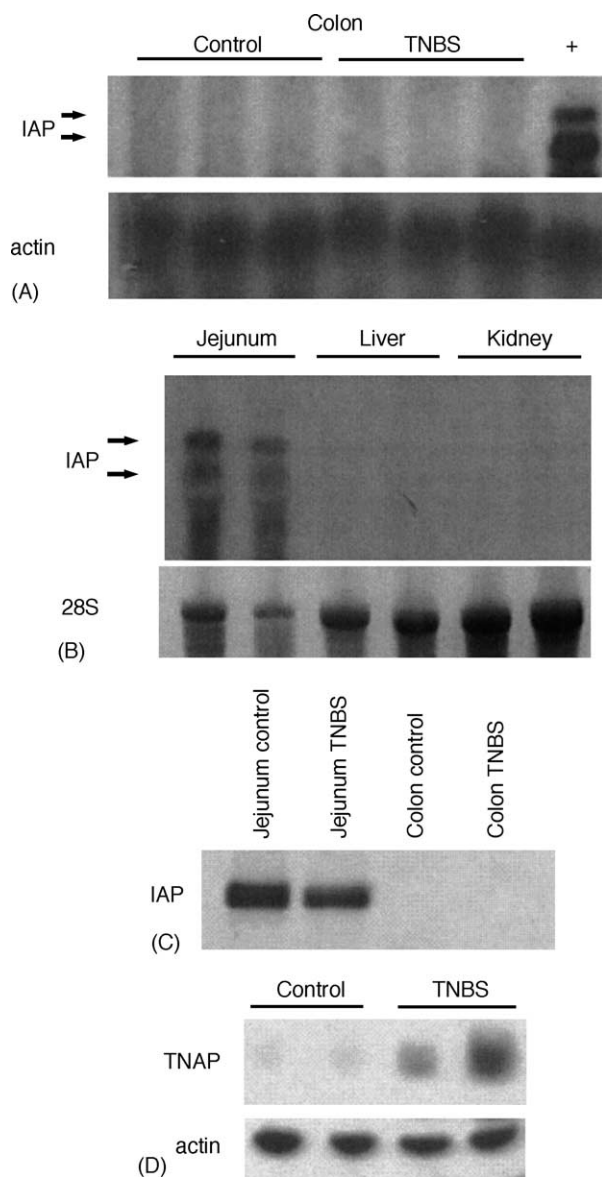 Colon
Control TNBS +
IAP
actin
(A)
Jejunum Liver Kidney
IAP
28S
(B)
Jejunum control
Jejunum TNBS
Colon control
Colon TNBS
IAP
(C)
Control TNBS
TNAP
actin
(D)